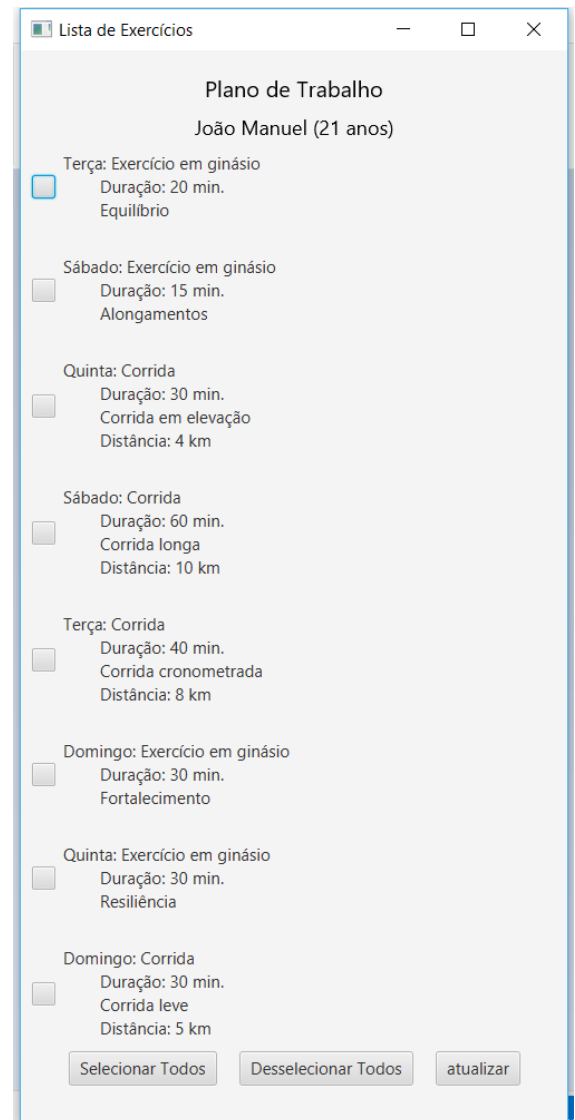 Lista de Exercícios
Plano de Trabalho
João Manuel (21 anos)
Terça: Exercício em ginásio
Duração: 20 min.
Equilíbrio
Sábado: Exercício em ginásio
Duração: 15 min.
Alongamentos
Quinta: Corrida
Duração: 30 min.
Corrida em elevação
Distância: 4 km
Sábado: Corrida
Duração: 60 min.
Corrida longa
Distância: 10 km
Terça: Corrida
Duração: 40 min.
Corrida cronometrada
Distância: 8 km
Domingo: Exercício em ginásio
Duração: 30 min.
Fortalecimento
Quinta: Exercício em ginásio
Duração: 30 min.
Resiliência
Domingo: Corrida
Duração: 30 min.
Corrida leve
Distância: 5 km
Selecionar Todos Desselecionar Todos atualizar